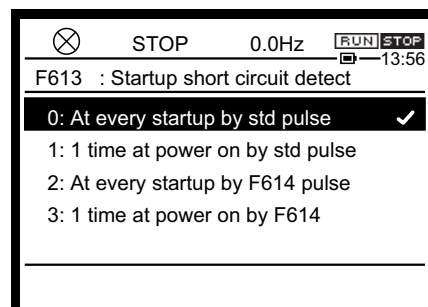 STOP 0.0Hz RUN STOP
13:56
F613 : Startup short circuit detect
0: At every startup by std pulse
1: 1 time at power on by std pulse
2: At every startup by F614 pulse
3: 1 time at power on by F614